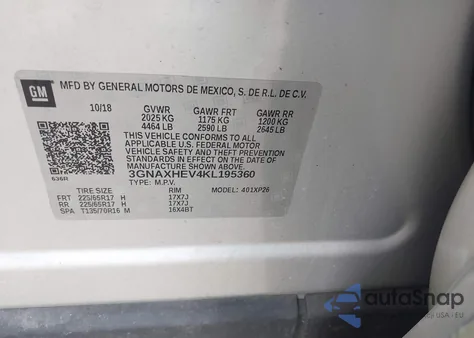 GM
MFD BY GENERAL MOTORS DE MEXICO, S. DE R.L. DE C.V.
10/18 GVWR GAWR FRT GAWR RR
2025 KG 1175 KG 1200 KG
4464 LB 2590 LB 2645 LB
THIS VEHICLE CONFORMS TO ALL
APPLICABLE U.S. FEDERAL MOTOR
VEHICLE SAFETY STANDARDS IN
EFFECT ON THE DATE OF
MANUFACTURE SHOWN ABOVE.
636R 3GNAXHEV4KL195360
TYPE: M.P.V. MODEL: 401XP26
TIRE SIZE RIM
FRT 225/65R17 H 17X7J
RR 225/65R17 H 17X7J
SPA T135/70R16 M 16X4BT
autoSnap
USA - EU